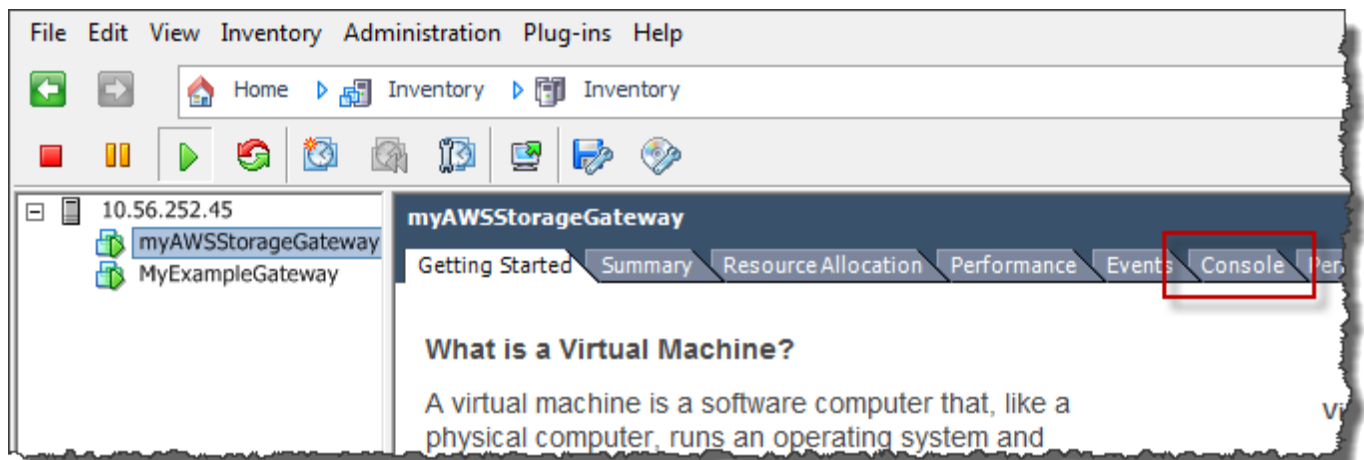 File Edit View Inventory Administration Plug-ins Help
Home Inventory Inventory
10.56.252.45
myAWSStorageGateway
MyExampleGateway
myAWSStorageGateway
Getting Started Summary Resource Allocation Performance Events Console
What is a Virtual Machine?
A virtual machine is a software computer that, like a
physical computer, runs an operating system and